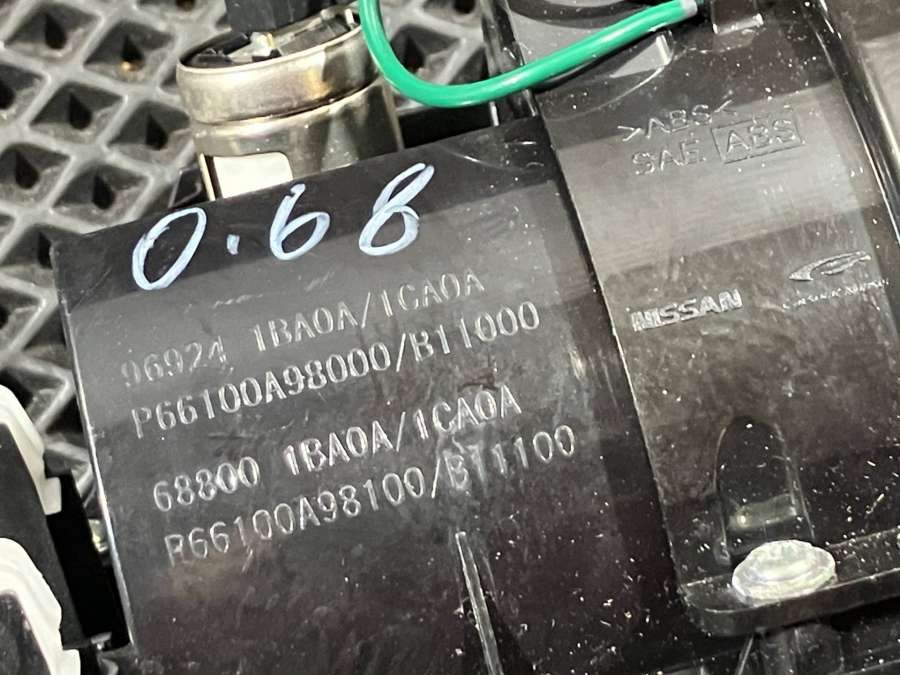 >ABS<
SAE ABS
0.68
NISSAN
96924 1BA0A/1CA0A
P66100A98000/B11000
68800 1BA0A/1CA0A
P66100A98100/B11100